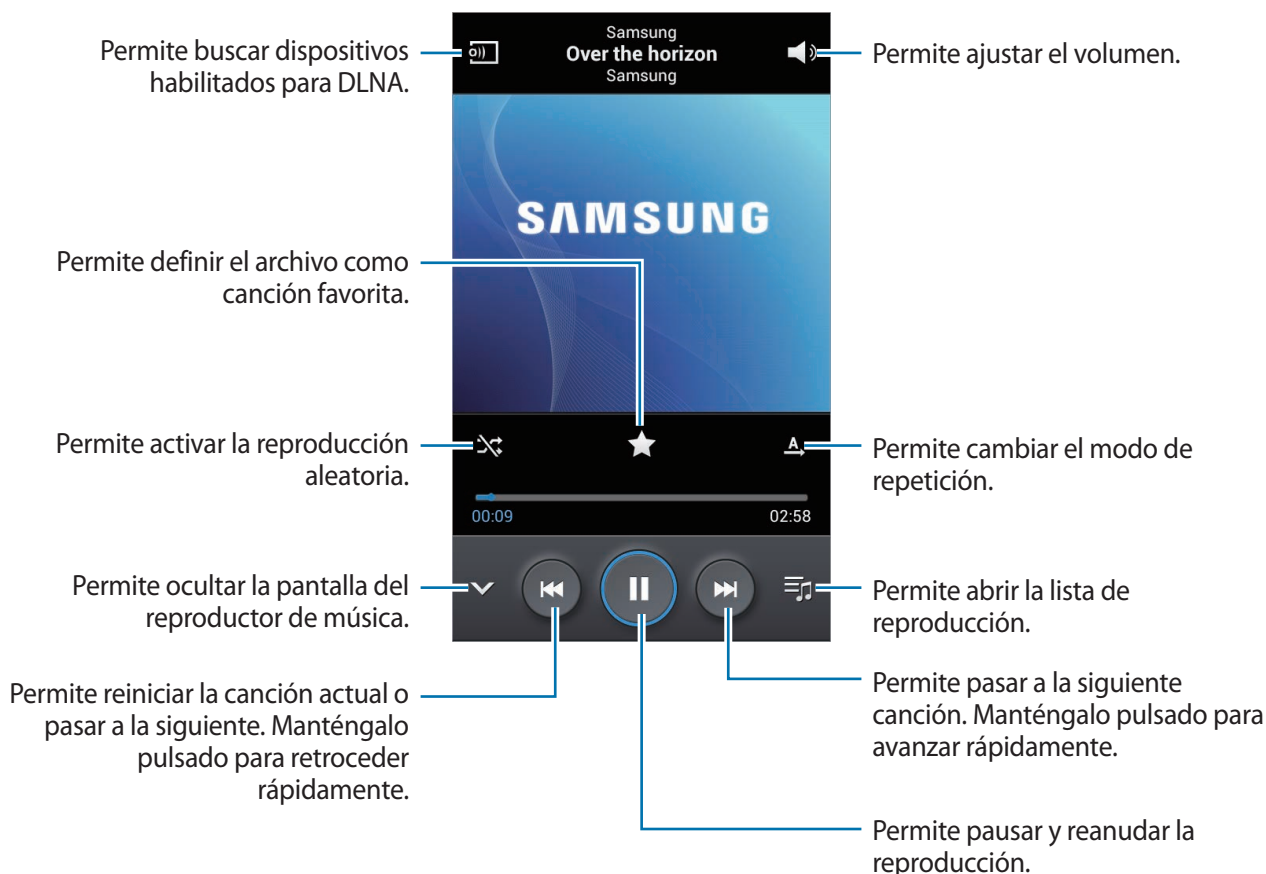 Samsung
Over the horizon
Samsung
Permite buscar dispositivos
habilitados para DLNA.
Permite ajustar el volumen.
SAMSUNG
Permite definir el archivo como
canción favorita.
Permite activar la reproducción
aleatoria.
A
Permite cambiar el modo de
repetición.
00:09
02:58
Permite ocultar la pantalla del
reproductor de música.
Permite abrir la lista de
reproducción.
Permite reiniciar la canción actual o
pasar a la siguiente. Manténgalo
pulsado para retroceder
rápidamente.
Permite pasar a la siguiente
canción. Manténgalo pulsado para
avanzar rápidamente.
Permite pausar y reanudar la
reproducción.